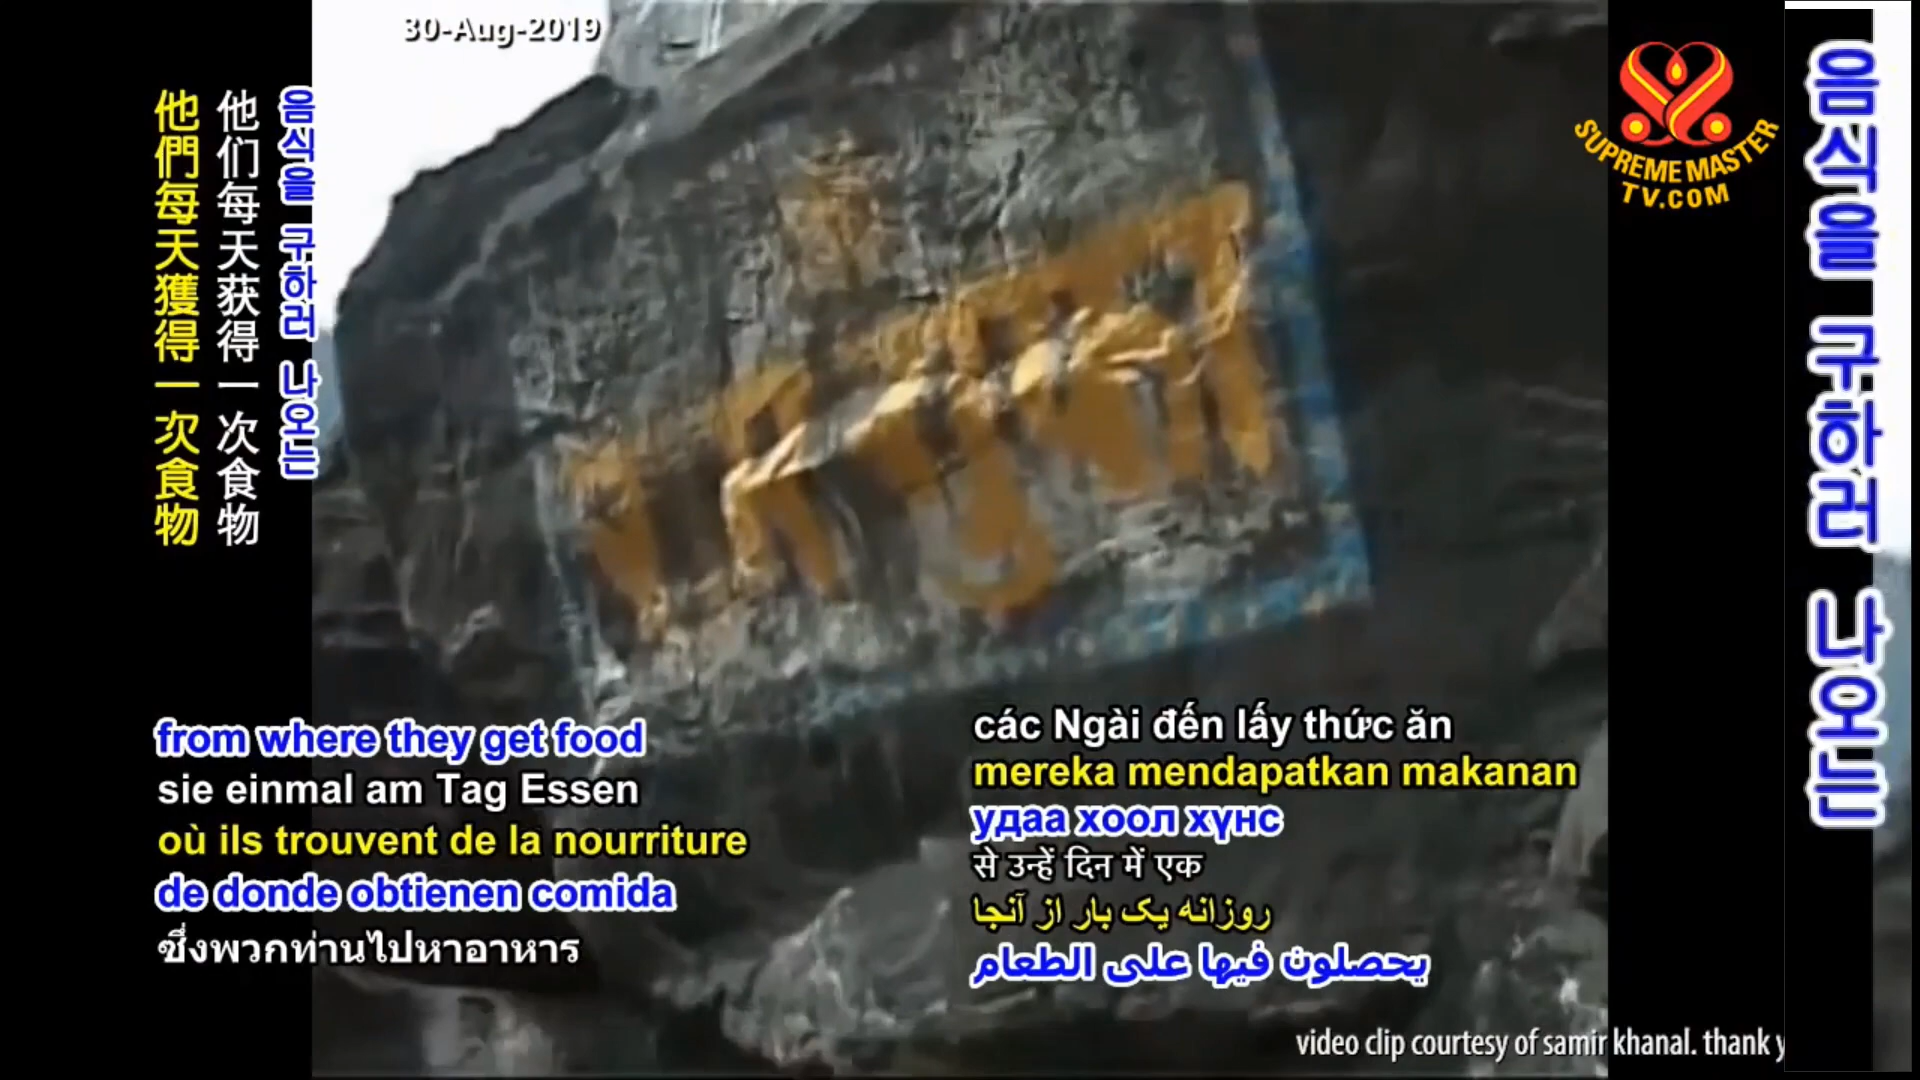 30-Aug-2019
SUPREME MASTER
TV.COM
他們每天獲得一次食物
他们每天获得一次食物
음식을 구하러 나오는
음식을 구하러 나오는
from where they get food
sie einmal am Tag Essen
où ils trouvent de la nourriture
de donde obtienen comida
ซึ่งพวกท่านไปหาอาหาร
các Ngài đến lấy thức ăn
mereka mendapatkan makanan
удаа хоол хүнс
से उन्हें दिन में एक
روزانه یک بار از آنجا
يحصلون فيها على الطعام
video clip courtesy of samir khanal. thank